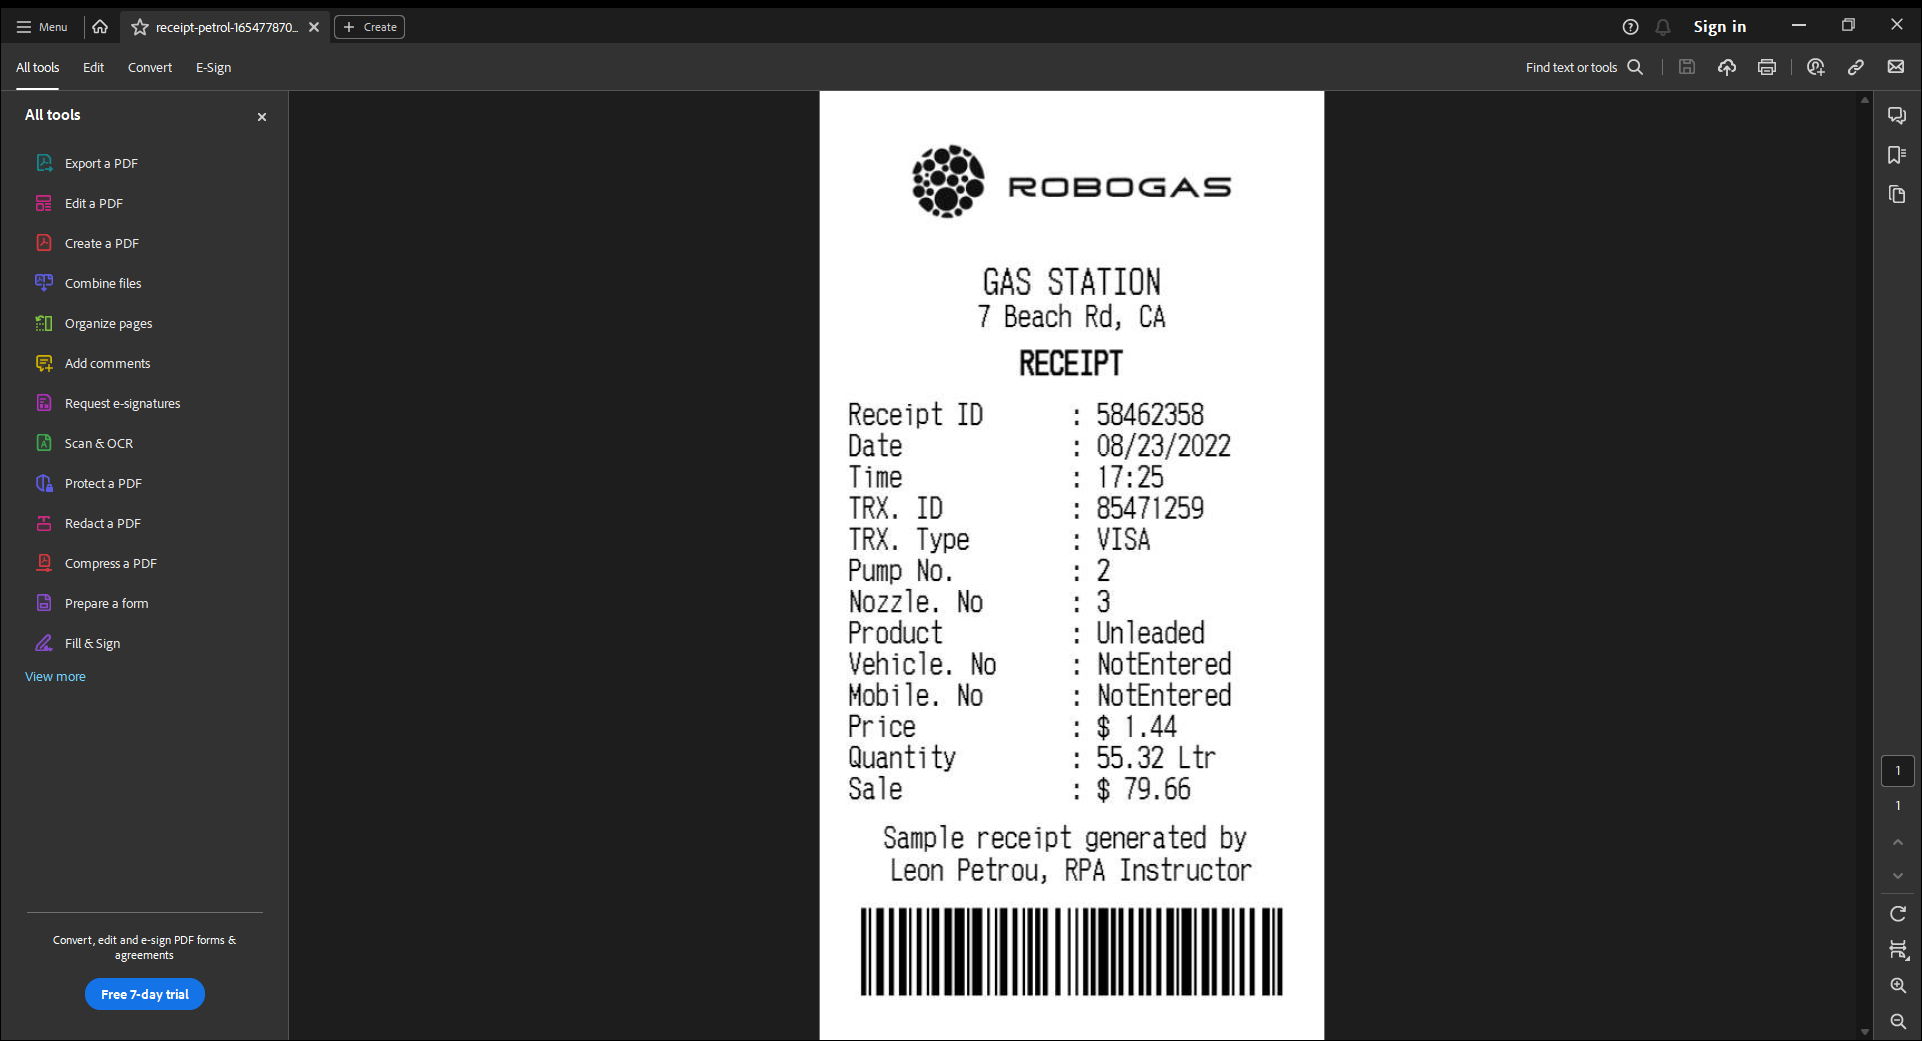 Menu
receipt-petrol-165477870...
Create
Sign in
All tools
Edit
Convert
E-Sign
Find text or tools
All tools
Export a PDF
Edit a PDF
Create a PDF
Combine files
Organize pages
Add comments
Request e-signatures
Scan & OCR
Protect a PDF
Redact a PDF
Compress a PDF
Prepare a form
Fill & Sign
View more
Convert, edit and e-sign PDF forms &
agreements
Free 7-day trial
ROBOGAS
GAS STATION
7 Beach Rd, CA
RECEIPT
Receipt ID : 58462358
Date : 08/23/2022
Time : 17:25
TRX. ID : 85471259
TRX. Type : VISA
Pump No. : 2
Nozzle. No : 3
Product : Unleaded
Vehicle. No : NotEntered
Mobile. No : NotEntered
Price : $ 1.44
Quantity : 55.32 Ltr
Sale : $ 79.66
Sample receipt generated by
Leon Petrou, RPA Instructor
1
1